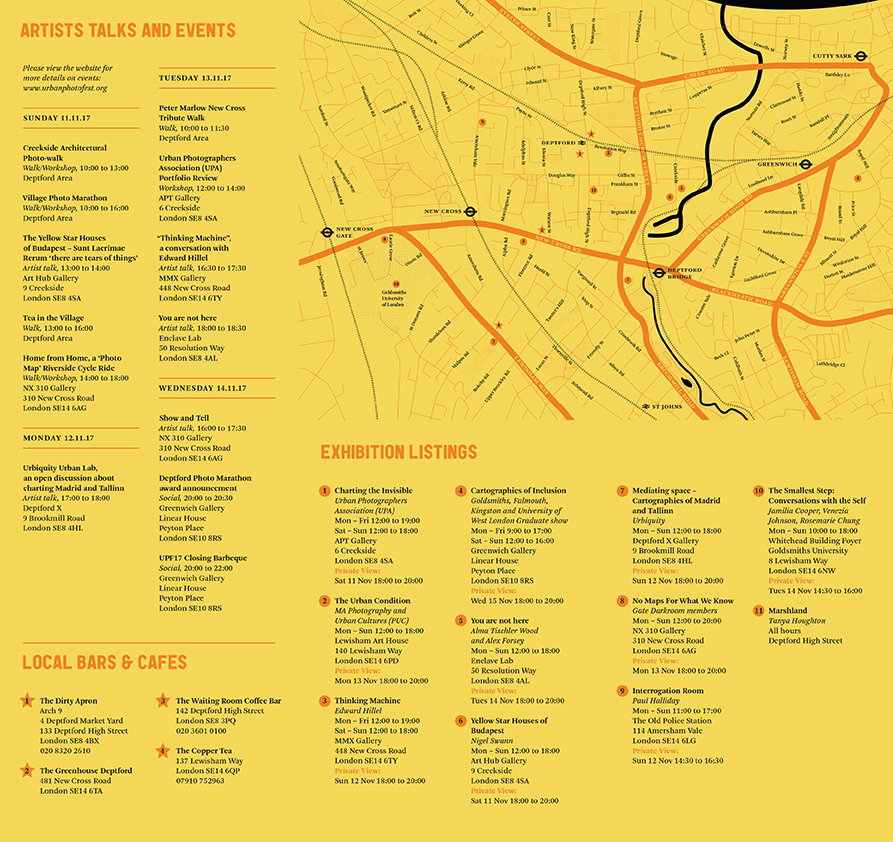 ARTISTS TALKS AND EVENTS
Please view the website for
more details on events:
www.urbanphotofest.org
SUNDAY 11.11.17
Creekside Architectural
Photo-walk
Walk/Workshop, 10:00 to 13:00
Deptford Area
Village Photo Marathon
Walk/Workshop, 10:00 to 16:00
Deptford Area
The Yellow Star Houses
of Budapest – Sunt Lacrimae
Rerum ‘there are tears of things’
Artist talk, 13:00 to 14:00
Art Hub Gallery
9 Creekside
London SE8 4SA
Tea in the Village
Walk, 13:00 to 16:00
Deptford Area
Home from Home, a ‘Photo
Map’ Riverside Cycle Ride
Walk/Workshop, 14:00 to 18:00
NX 310 Gallery
310 New Cross Road
London SE14 6AG
MONDAY 12.11.17
Urbiquity Urban Lab,
an open discussion about
charting Madrid and Tallinn
Artist talk, 17:00 to 18:00
Deptford X
9 Brookmill Road
London SE8 4HL
TUESDAY 13.11.17
Peter Marlow New Cross
Tribute Walk
Walk, 10:00 to 11:30
Deptford Area
Urban Photographers
Association (UPA)
Portfolio Review
Workshop, 12:00 to 14:00
APT Gallery
6 Creekside
London SE8 4SA
“Thinking Machine”,
a conversation with
Edward Hillel
Artist talk, 16:30 to 17:30
MMX Gallery
448 New Cross Road
London SE14 6TY
You are not here
Artist talk, 18:00 to 18:30
Enclave Lab
50 Resolution Way
London SE8 4AL
WEDNESDAY 14.11.17
Show and Tell
Artist talk, 16:00 to 17:30
NX 310 Gallery
310 New Cross Road
London SE14 6AG
Deptford Photo Marathon
award announcement
Social, 20:00 to 20:30
Greenwich Gallery
Linear House
Peyton Place
London SE10 8RS
UPF17 Closing Barbeque
Social, 20:00 to 22:00
Greenwich Gallery
Linear House
Peyton Place
London SE10 8RS
LOCAL BARS & CAFES
1 The Dirty Apron
Arch 9
4 Deptford Market Yard
133 Deptford High Street
London SE8 4BX
020 8320 2610
2 The Greenhouse Deptford
481 New Cross Road
London SE14 6TA
3 The Waiting Room Coffee Bar
142 Deptford High Street
London SE8 3PQ
020 3601 0100
4 The Copper Tea
137 Lewisham Way
London SE14 6QP
07910 752963
CUTTY SARK
CREEK ROAD
DEPTFORD
GREENWICH
NEW CROSS
NEW CROSS
GATE
NEW CROSS RD
GREENWICH HIGH RD
DEPTFORD
BRIDGE
BLACKHEATH ROAD
Goldsmiths
University
of London
ST JOHNS
EXHIBITION LISTINGS
1 Charting the Invisible
Urban Photographers
Association (UPA)
Mon – Fri 12:00 to 19:00
Sat – Sun 12:00 to 18:00
APT Gallery
6 Creekside
London SE8 4SA
Private View:
Sat 11 Nov 18:00 to 20:00
2 The Urban Condition
MA Photography and
Urban Cultures (PUC)
Mon – Sun 12:00 to 18:00
Lewisham Art House
140 Lewisham Way
London SE14 6PD
Private View:
Mon 13 Nov 18:00 to 20:00
3 Thinking Machine
Edward Hillel
Mon – Fri 12:00 to 19:00
Sat – Sun 12:00 to 18:00
MMX Gallery
448 New Cross Road
London SE14 6TY
Private View:
Sun 12 Nov 18:00 to 20:00
4 Cartographies of Inclusion
Goldsmiths, Falmouth,
Kingston and University of
West London Graduate show
Mon – Fri 9:00 to 17:00
Sat – Sun 12:00 to 16:00
Greenwich Gallery
Linear House
Peyton Place
London SE10 8RS
Private View:
Wed 15 Nov 18:00 to 20:00
5 You are not here
Alma Tischler Wood
and Alex Forsey
Mon – Sun 12:00 to 18:00
Enclave Lab
50 Resolution Way
London SE8 4AL
Private View:
Tues 14 Nov 18:00 to 20:00
6 Yellow Star Houses of
Budapest
Nigel Swann
Mon – Sun 12:00 to 18:00
Art Hub Gallery
9 Creekside
London SE8 4SA
Private View:
Sat 11 Nov 18:00 to 20:00
7 Mediating space –
Cartographies of Madrid
and Tallinn
Urbiquity
Mon – Sun 12:00 to 18:00
Deptford X Gallery
9 Brookmill Road
London SE8 4HL
Private View:
Sun 12 Nov 18:00 to 20:00
8 No Maps For What We Know
Gate Darkroom members
Mon – Sun 12:00 to 20:00
NX 310 Gallery
310 New Cross Road
London SE14 6AG
Private View:
Mon 13 Nov 18:00 to 20:00
9 Interrogation Room
Paul Halliday
Mon – Sun 11:00 to 17:00
The Old Police Station
114 Amersham Vale
London SE14 6LG
Private View:
Sun 12 Nov 14:30 to 16:30
10 The Smallest Step:
Conversations with the Self
Jamilia Cooper, Venezia
Johnson, Rosemarie Chung
Mon – Sun 10:00 to 18:00
Whitehead Building Foyer
Goldsmiths University
8 Lewisham Way
London SE14 6NW
Private View:
Tues 14 Nov 14:30 to 16:00
11 Marshland
Tanya Houghton
All hours
Deptford High Street